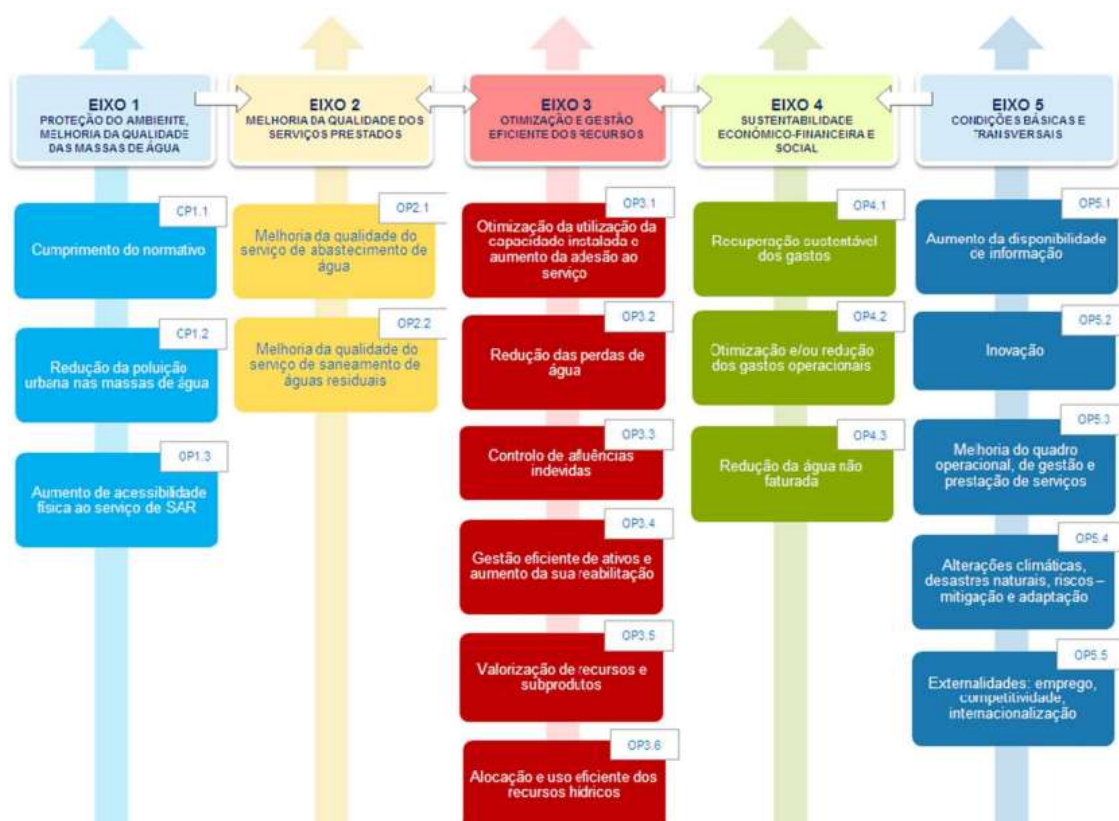 EIXO 1
PROTEÇÃO DO AMBIENTE,
MELHORIA DA QUALIDADE
DAS MASSAS DE ÁGUA
CP1.1
Cumprimento do normativo
CP1.2
Redução da poluição
urbana nas massas de água
OP1.3
Aumento de acessibilidade
física ao serviço de SAR
EIXO 2
MELHORIA DA QUALIDADE DOS
SERVIÇOS PRESTADOS
OP2.1
Melhoria da qualidade do
serviço de abastecimento de
água
OP2.2
Melhoria da qualidade do
serviço de saneamento de
águas residuais
EIXO 3
OTIMIZAÇÃO E GESTÃO
EFICIENTE DOS RECURSOS
OP3.1
Otimização da utilização da
capacidade instalada e
aumento da adesão ao
serviço
OP3.2
Redução das perdas de
água
OP3.3
Controlo de afluências
indevidas
OP3.4
Gestão eficiente de ativos e
aumento da sua reabilitação
OP3.5
Valorização de recursos e
subprodutos
OP3.6
Alocação e uso eficiente dos
recursos hídricos
EIXO 4
SUSTENTABILIDADE
ECONÓMICO-FINANCEIRA E
SOCIAL
OP4.1
Recuperação sustentável
dos gastos
OP4.2
Otimização e/ou redução
dos gastos operacionais
OP4.3
Redução da água não
faturada
EIXO 5
CONDIÇÕES BÁSICAS E
TRANSVERSAIS
OP5.1
Aumento da disponibilidade
de informação
OP5.2
Inovação
OP5.3
Melhoria do quadro
operacional, de gestão e
prestação de serviços
OP5.4
Alterações climáticas,
desastres naturais, riscos –
mitigação e adaptação
OP5.5
Externalidades: emprego,
competitividade,
internacionalização